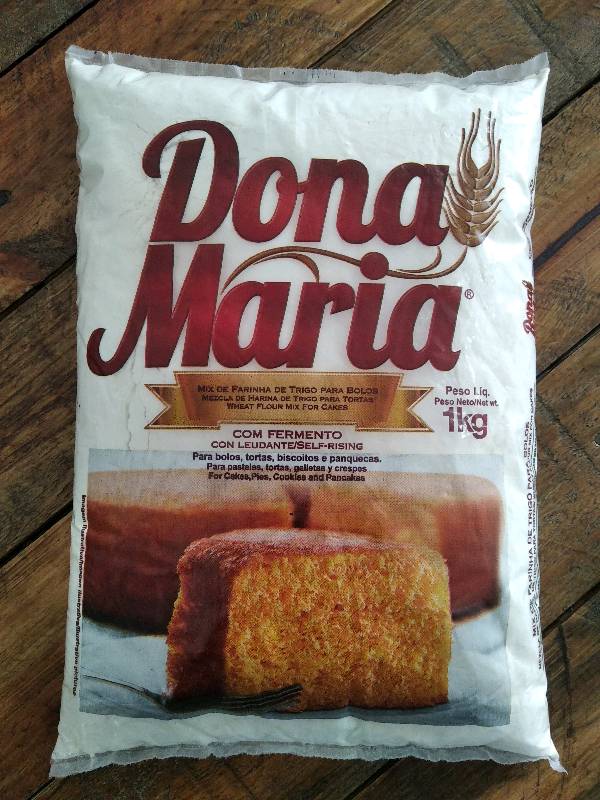 Dona
Maria®
MIX DE FARINHA DE TRIGO PARA BOLOS
MEZCLA DE HARINA DE TRIGO PARA TORTAS
WHEAT FLOUR MIX FOR CAKES
Peso Líq.
Peso Neto/Net wt.
1kg
COM FERMENTO
CON LEUDANTE/SELF-RISING
Para bolos, tortas, biscoitos e panquecas.
Para pasteles, tortas, galletas y crespes
For Cakes,Pies, Cookies and Pancakes